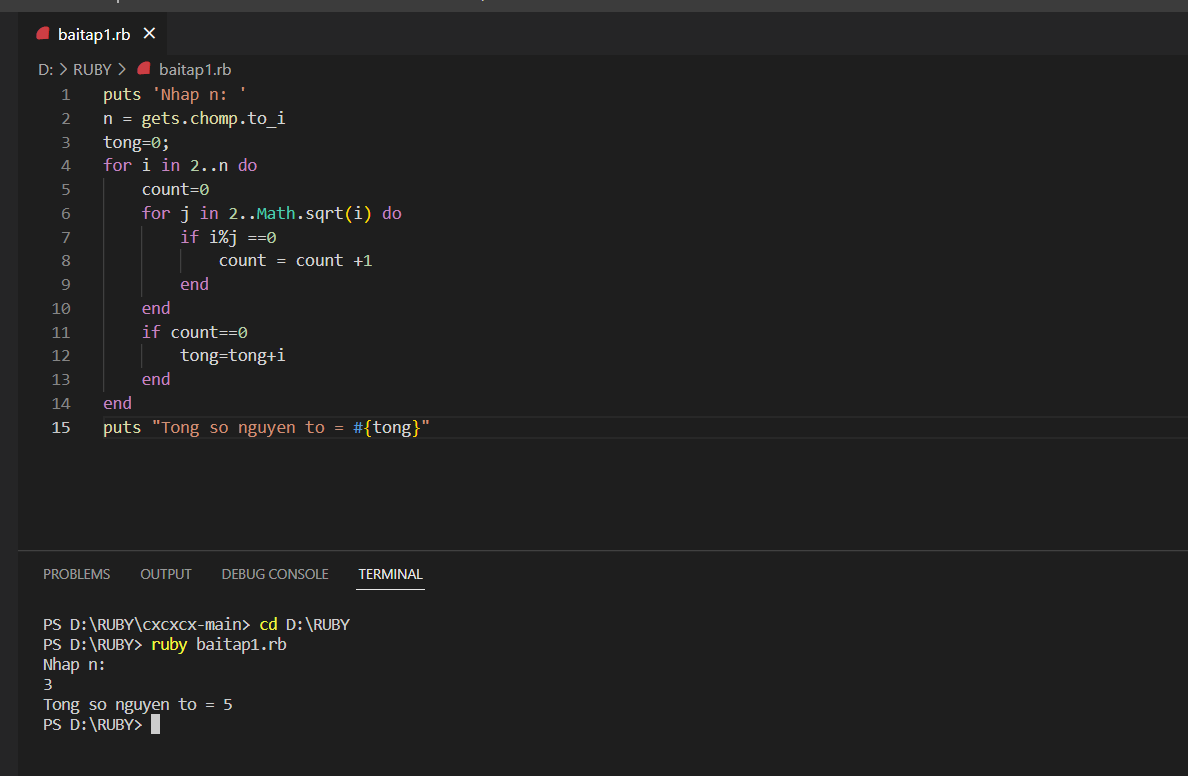 baitap1.rb
D: > RUBY > baitap1.rb
1 puts 'Nhap n: '
2 n = gets.chomp.to_i
3 tong=0;
4 for i in 2..n do
5     count=0
6     for j in 2..Math.sqrt(i) do
7         if i%j ==0
8             count = count +1
9         end
10     end
11     if count==0
12         tong=tong+i
13     end
14 end
15 puts "Tong so nguyen to = #{tong}"
PROBLEMS OUTPUT DEBUG CONSOLE TERMINAL
PS D:\RUBY\cxcxcx-main> cd D:\RUBY
PS D:\RUBY> ruby baitap1.rb
Nhap n:
3
Tong so nguyen to = 5
PS D:\RUBY>